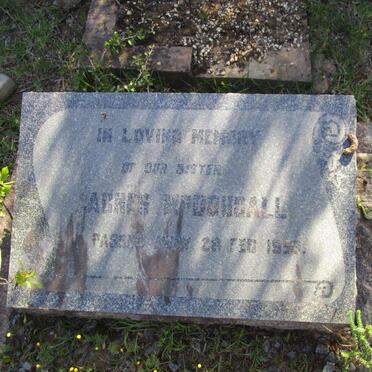 IN LOVING MEMORY
OF OUR SISTER
AGNES McDOUGALL
PASSED AWAY 28 FEB